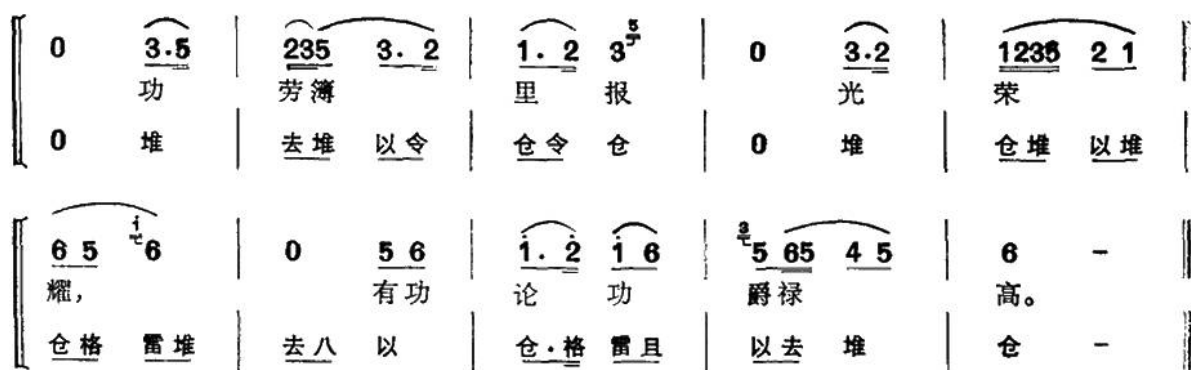 0 3.5 | 235 3. 2 | 1. 2 3 5 | 0 3.2 | 1235 2 1 |
功 劳簿 里 报 光 荣
0 堆 | 去堆 以令 | 仓令 仓 | 0 堆 | 仓堆 以堆 |
6 5 i 6 | 0 5 6 | i. 2̇ i 6 | 3 5 65 4 5 | 6 - ‖
耀, 有功 论 功 爵禄 高。
仓格 雷堆 | 去八 以 | 仓·格 雷且 | 以去 堆 | 仓 - ‖